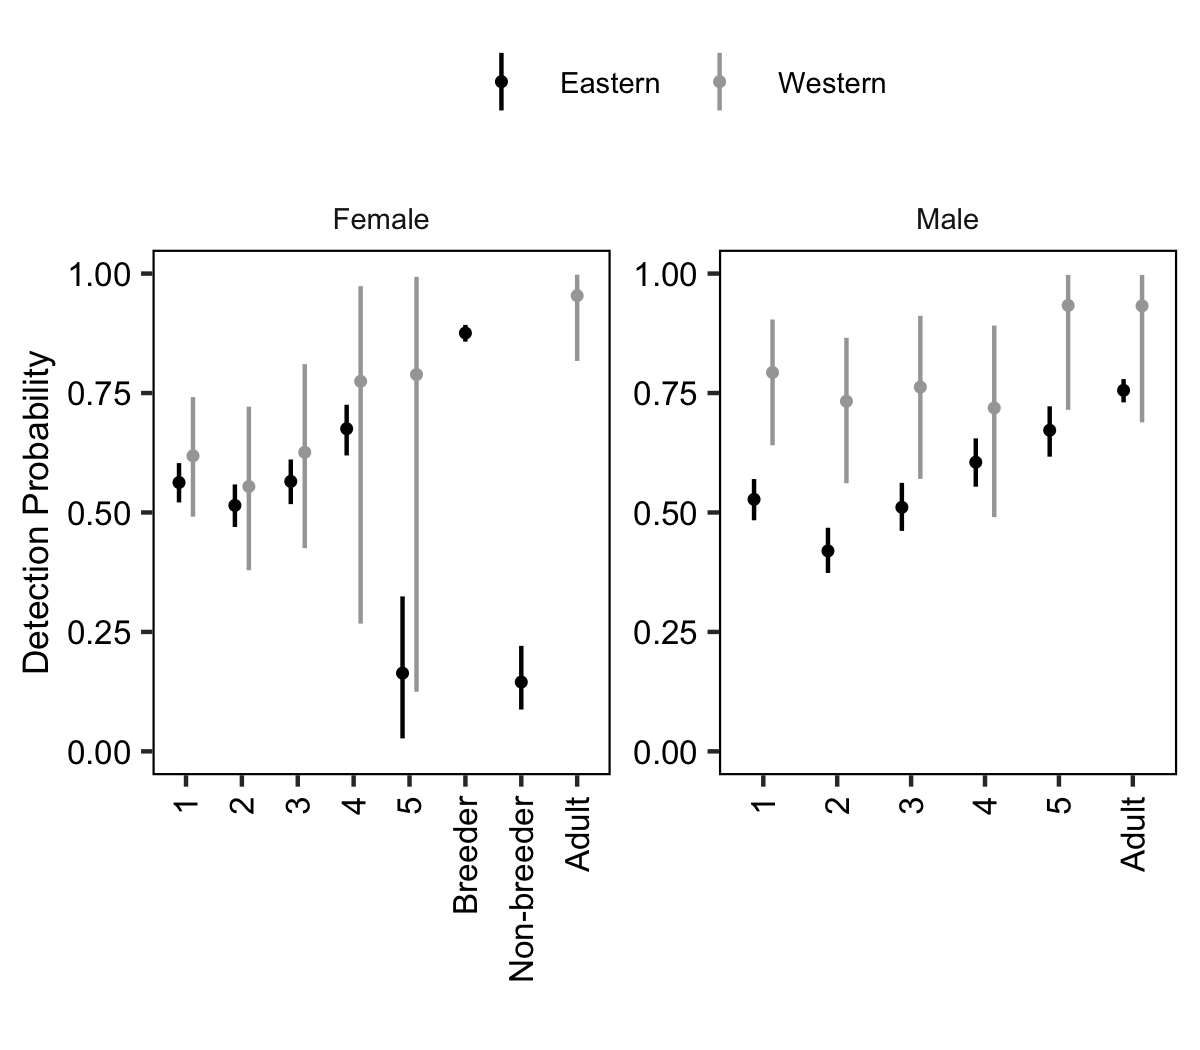 Eastern Western
Female Male
Detection Probability
1.00
0.75
0.50
0.25
0.00
1 2 3 4 5 Breeder Non-breeder Adult
1.00
0.75
0.50
0.25
0.00
1 2 3 4 5 Adult